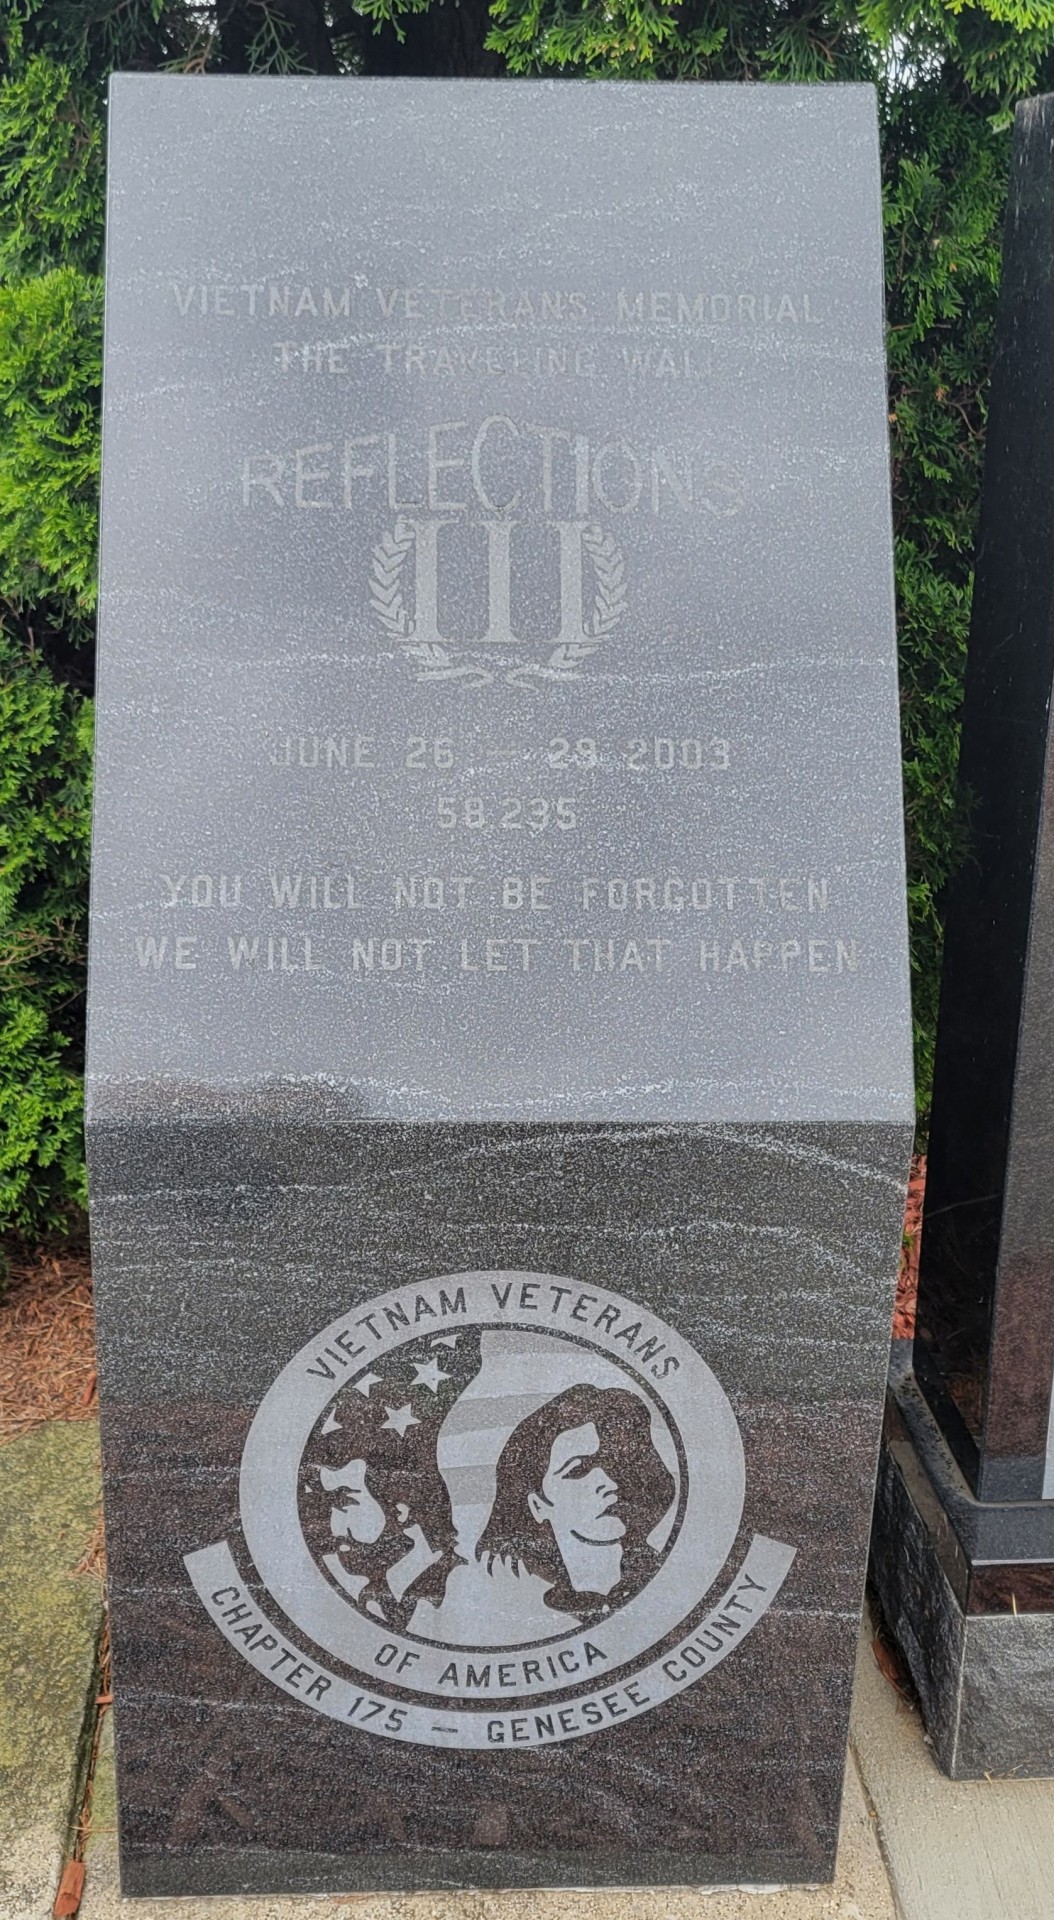 VIETNAM VETERANS MEMORIAL
THE TRAVELING WALL
REFLECTIONS
III
JUNE 26 — 29 2003
58,235
YOU WILL NOT BE FORGOTTEN
WE WILL NOT LET THAT HAPPEN
VIETNAM VETERANS
OF AMERICA
CHAPTER 175 — GENESEE COUNTY